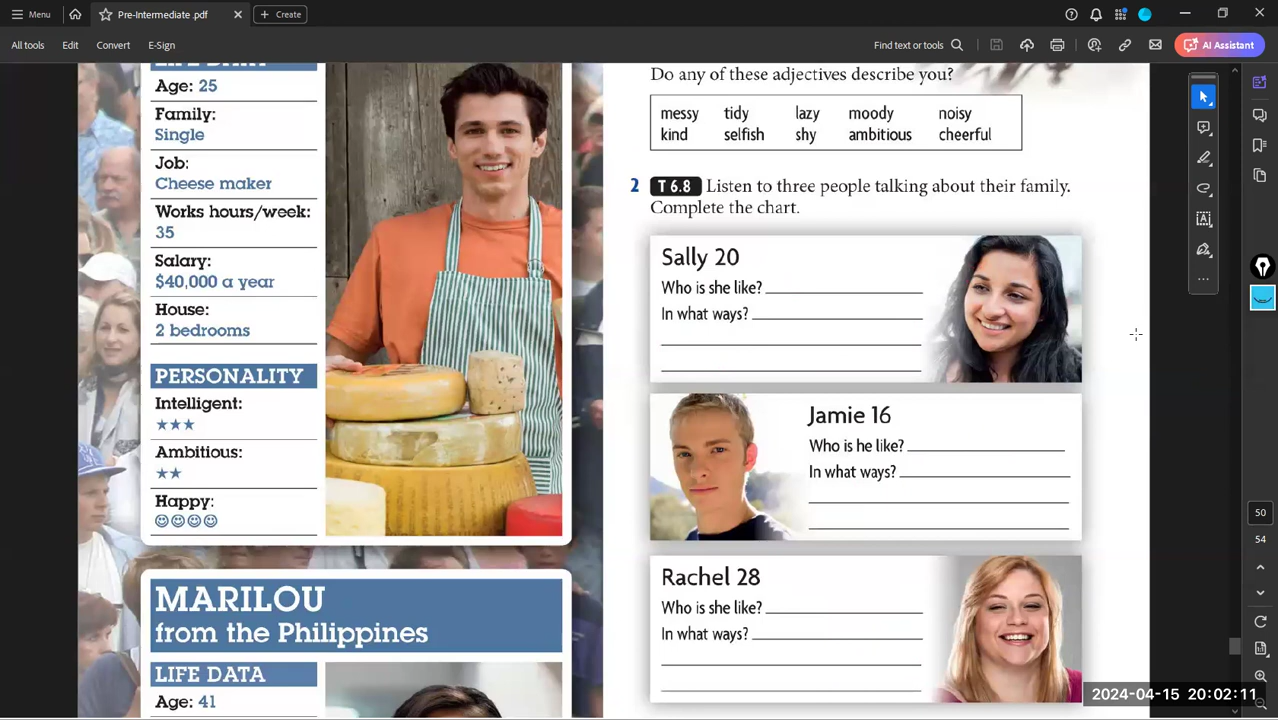 Menu
Pre-Intermediate .pdf
Create
All tools
Edit
Convert
E-Sign
Find text or tools
AI Assistant
Age: 25
Family:
Single
Job:
Cheese maker
Works hours/week:
35
Salary:
$40,000 a year
House:
2 bedrooms
PERSONALITY
Intelligent:
★★★
Ambitious:
★★
Happy:
☺☺☺☺
MARILOU
from the Philippines
LIFE DATA
Age: 41
Do any of these adjectives describe you?
messy tidy lazy moody noisy
kind selfish shy ambitious cheerful
2 T 6.8 Listen to three people talking about their family.
Complete the chart.
Sally 20
Who is she like?
In what ways?
Jamie 16
Who is he like?
In what ways?
Rachel 28
Who is she like?
In what ways?
50
54
2024-04-15 20:02:11